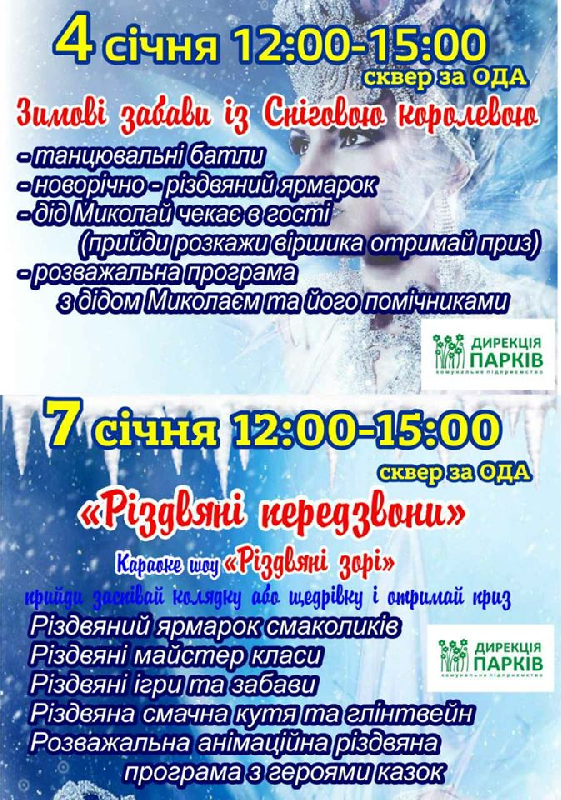 4 січня 12:00-15:00
сквер за ОДА
Зимові забави із Сніговою королевою
- танцювальні батли
- новорічно - різдвяний ярмарок
- дід Миколай чекає в гості
(прийди розкажи віршика отримай приз)
- розважальна програма
з дідом Миколаєм та його помічниками
ДИРЕКЦІЯ
ПАРКІВ
комунальне підприємство
7 січня 12:00-15:00
сквер за ОДА
«Різдвяні передзвони»
Караоке шоу «Різдвяні зорі»
прийди заспівай колядку або щедрівку і отримай приз
Різдвяний ярмарок смаколиків
Різдвяні майстер класи
Різдвяні ігри та забави
Різдвяна смачна кутя та глінтвейн
Розважальна анімаційна різдвяна
програма з героями казок
ДИРЕКЦІЯ
ПАРКІВ
комунальне підприємство